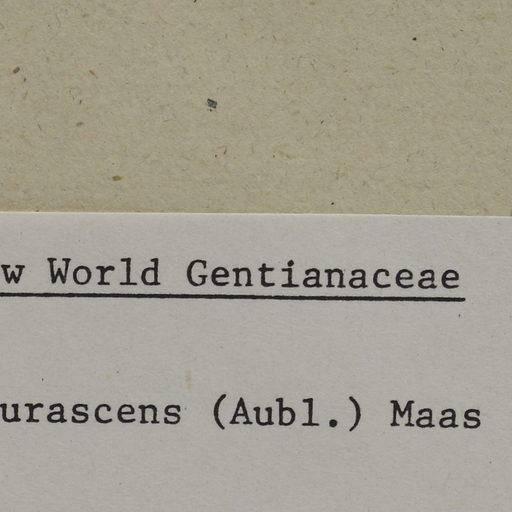 w World Gentianaceae
urascens (Aubl.) Maas